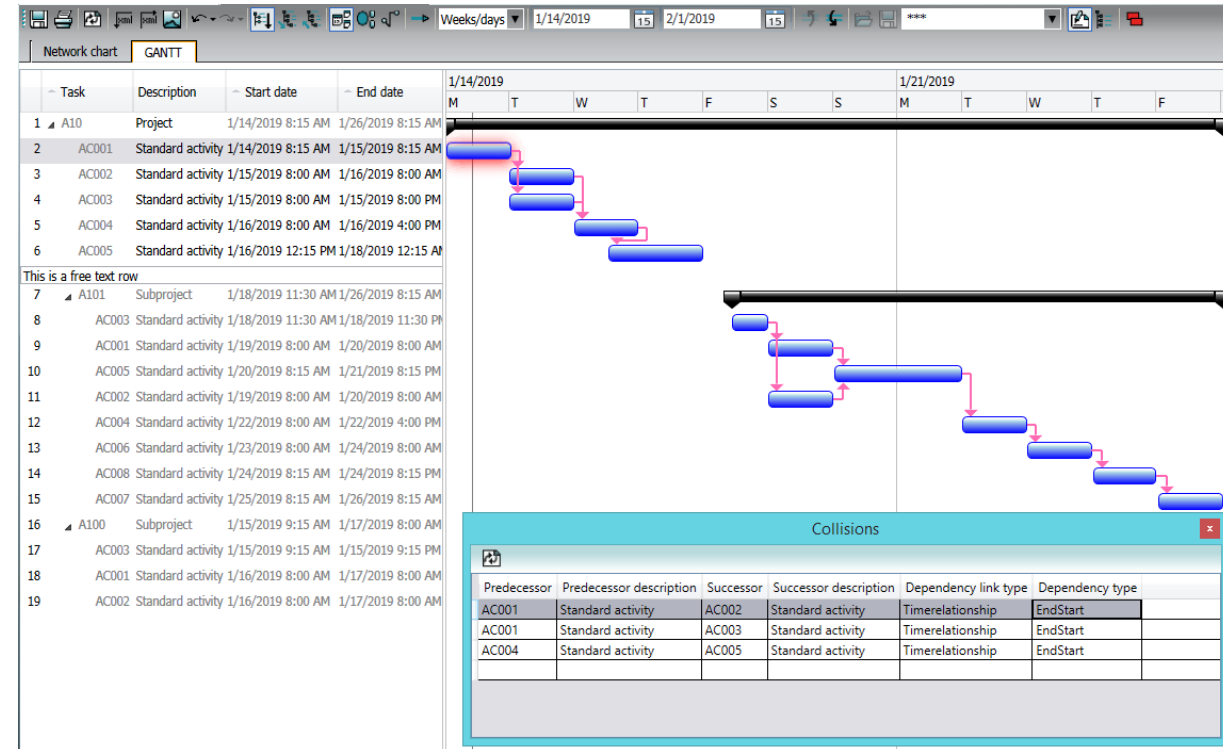 Weeks/days 1/14/2019 15 2/1/2019 15 ***
Network chart GANTT
Task Description Start date End date
1/14/2019 1/21/2019
M T W T F S S M T W T F
1 A10 Project 1/14/2019 8:15 AM 1/26/2019 8:15 AM
2 AC001 Standard activity 1/14/2019 8:15 AM 1/15/2019 8:15 AM
3 AC002 Standard activity 1/15/2019 8:00 AM 1/16/2019 8:00 AM
4 AC003 Standard activity 1/15/2019 8:00 AM 1/15/2019 8:00 PM
5 AC004 Standard activity 1/16/2019 8:00 AM 1/16/2019 4:00 PM
6 AC005 Standard activity 1/16/2019 12:15 PM 1/18/2019 12:15 AM
This is a free text row
7 A101 Subproject 1/18/2019 11:30 AM 1/26/2019 8:15 AM
8 AC003 Standard activity 1/18/2019 11:30 AM 1/18/2019 11:30 PM
9 AC001 Standard activity 1/19/2019 8:00 AM 1/20/2019 8:00 AM
10 AC005 Standard activity 1/20/2019 8:15 AM 1/21/2019 8:15 PM
11 AC002 Standard activity 1/19/2019 8:00 AM 1/20/2019 8:00 AM
12 AC004 Standard activity 1/22/2019 8:00 AM 1/22/2019 4:00 PM
13 AC006 Standard activity 1/23/2019 8:00 AM 1/24/2019 8:00 AM
14 AC008 Standard activity 1/24/2019 8:15 AM 1/24/2019 8:15 PM
15 AC007 Standard activity 1/25/2019 8:15 AM 1/26/2019 8:15 AM
16 A100 Subproject 1/15/2019 9:15 AM 1/17/2019 8:00 AM
17 AC003 Standard activity 1/15/2019 9:15 AM 1/15/2019 9:15 PM
18 AC001 Standard activity 1/16/2019 8:00 AM 1/17/2019 8:00 AM
19 AC002 Standard activity 1/16/2019 8:00 AM 1/17/2019 8:00 AM
Collisions x
Predecessor Predecessor description Successor Successor description Dependency link type Dependency type
AC001 Standard activity AC002 Standard activity Timerelationship EndStart
AC001 Standard activity AC003 Standard activity Timerelationship EndStart
AC004 Standard activity AC005 Standard activity Timerelationship EndStart